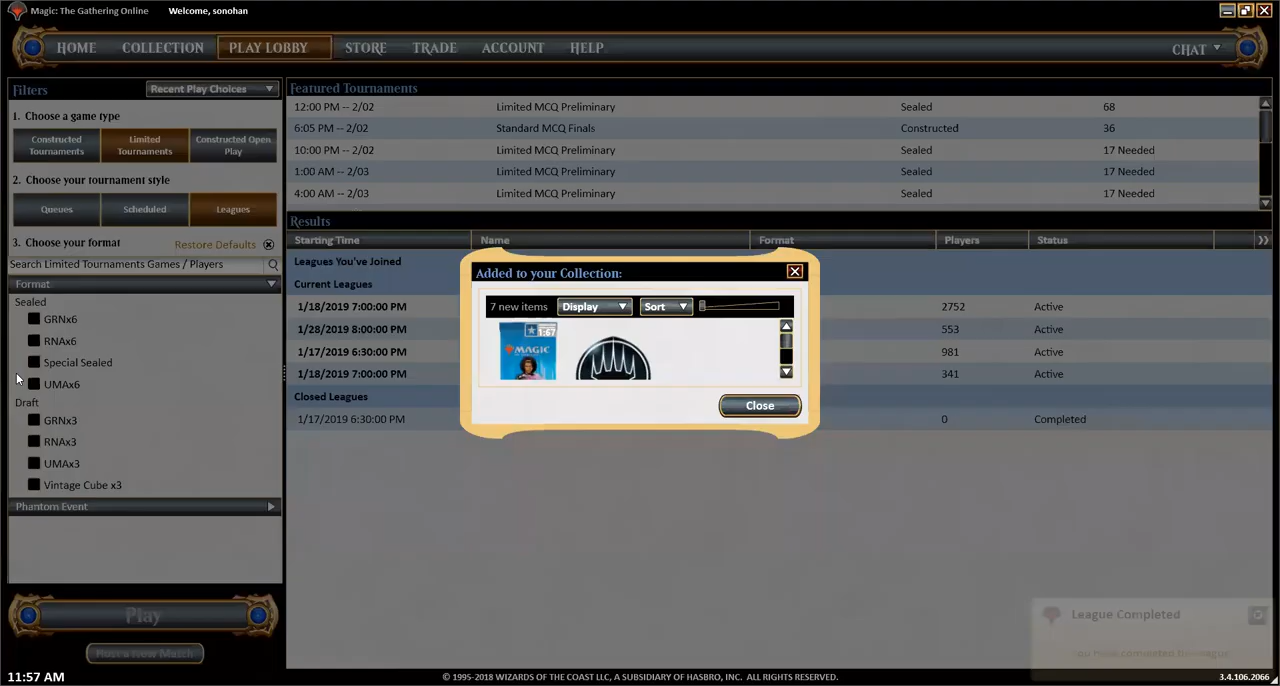 Magic: The Gathering Online
Welcome, sonohan
HOME COLLECTION PLAY LOBBY STORE TRADE ACCOUNT HELP CHAT
Filters
Recent Play Choices
1. Choose a game type
Constructed Tournaments
Limited Tournaments
Constructed Open Play
2. Choose your tournament style
Queues
Scheduled
Leagues
3. Choose your format
Restore Defaults
Search Limited Tournaments Games / Players
Format
Sealed
GRNx6
RNAx6
Special Sealed
UMAx6
Draft
GRNx3
RNAx3
UMAx3
Vintage Cube x3
Phantom Event
Play
11:57 AM
Featured Tournaments
12:00 PM -- 2/02 Limited MCQ Preliminary Sealed 68
6:05 PM -- 2/02 Standard MCQ Finals Constructed 36
10:00 PM -- 2/02 Limited MCQ Preliminary Sealed 17 Needed
1:00 AM -- 2/03 Limited MCQ Preliminary Sealed 17 Needed
4:00 AM -- 2/03 Limited MCQ Preliminary Sealed 17 Needed
Results
Starting Time Name Format Players Status
Leagues You've Joined
Current Leagues
1/18/2019 7:00:00 PM 2752 Active
1/28/2019 8:00:00 PM 553 Active
1/17/2019 6:30:00 PM 981 Active
1/18/2019 7:00:00 PM 341 Active
Closed Leagues
1/17/2019 6:30:00 PM 0 Completed
Added to your Collection:
7 new items Display Sort
MAGIC
Close
League Completed
© 1995-2018 WIZARDS OF THE COAST LLC, A SUBSIDIARY OF HASBRO, INC. ALL RIGHTS RESERVED.
3.4.106.2066